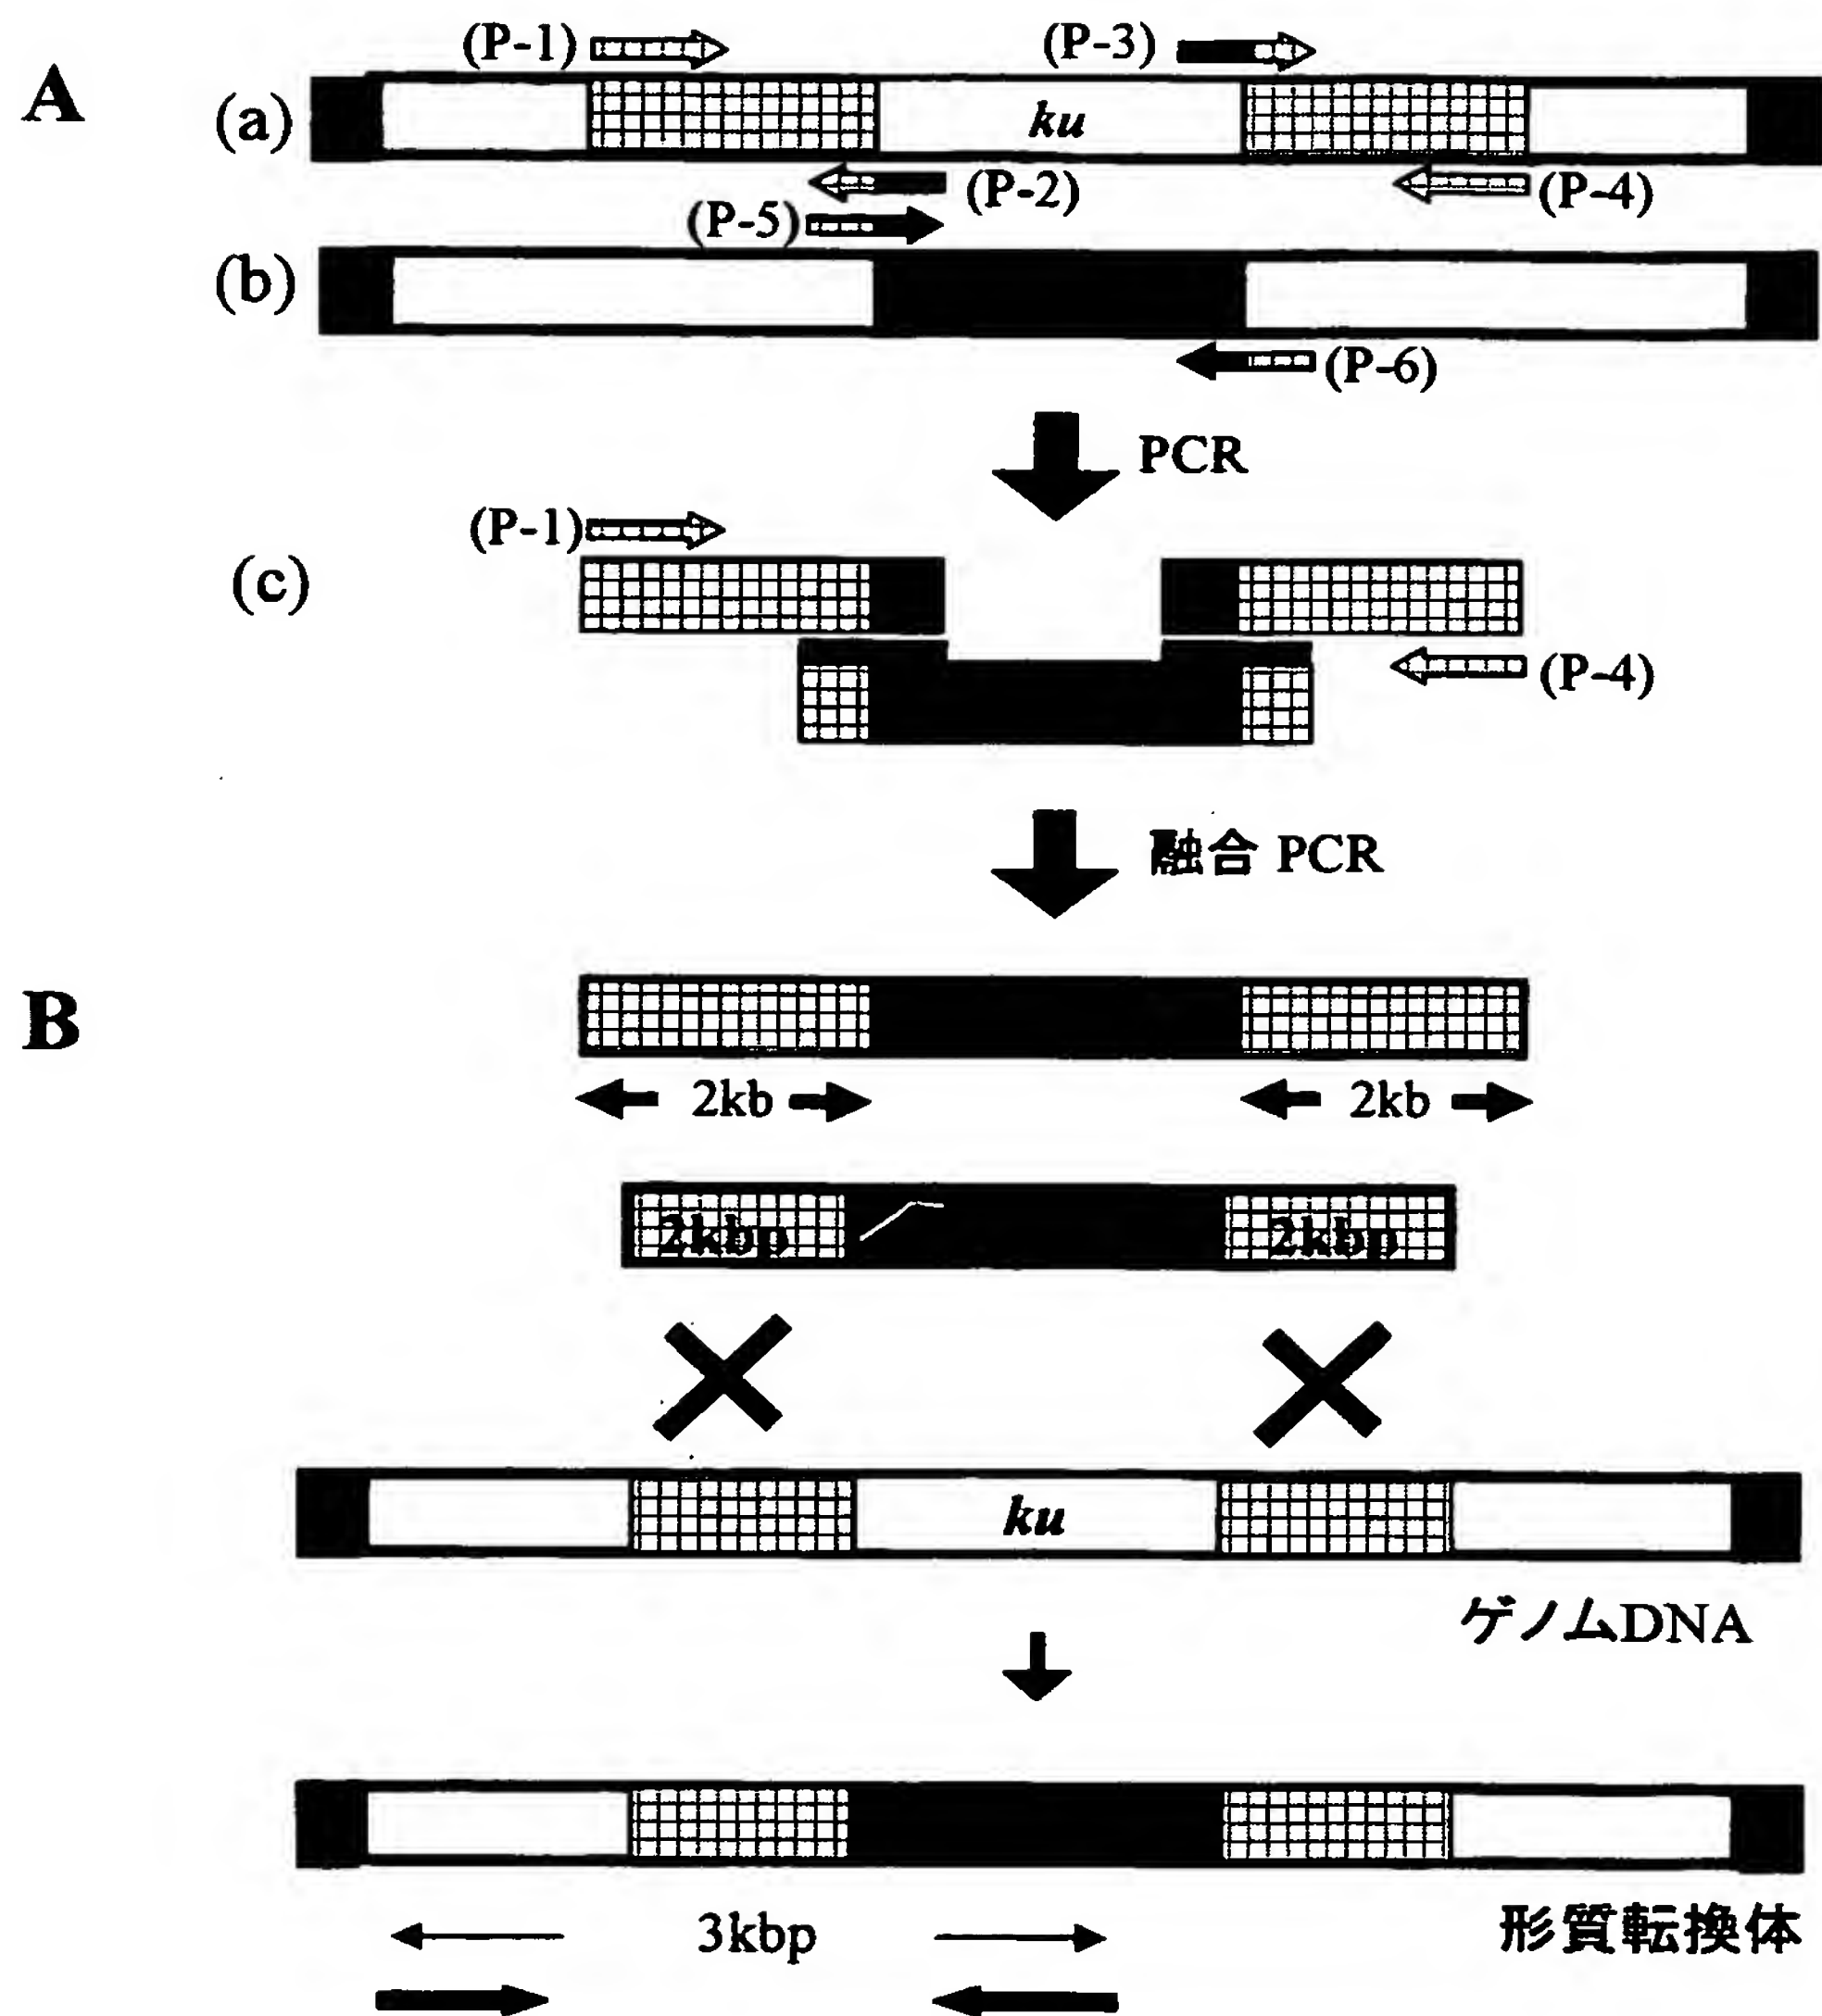 A
(P-1) (P-3)
(a) ku
(P-2) (P-4)
(P-5)
(b)
(P-6)
PCR
(P-1)
(c)
(P-4)
融合 PCR
B
2kb 2kb
2kbp 2kbp
ku
ゲノムDNA
形質転換体
3kbp